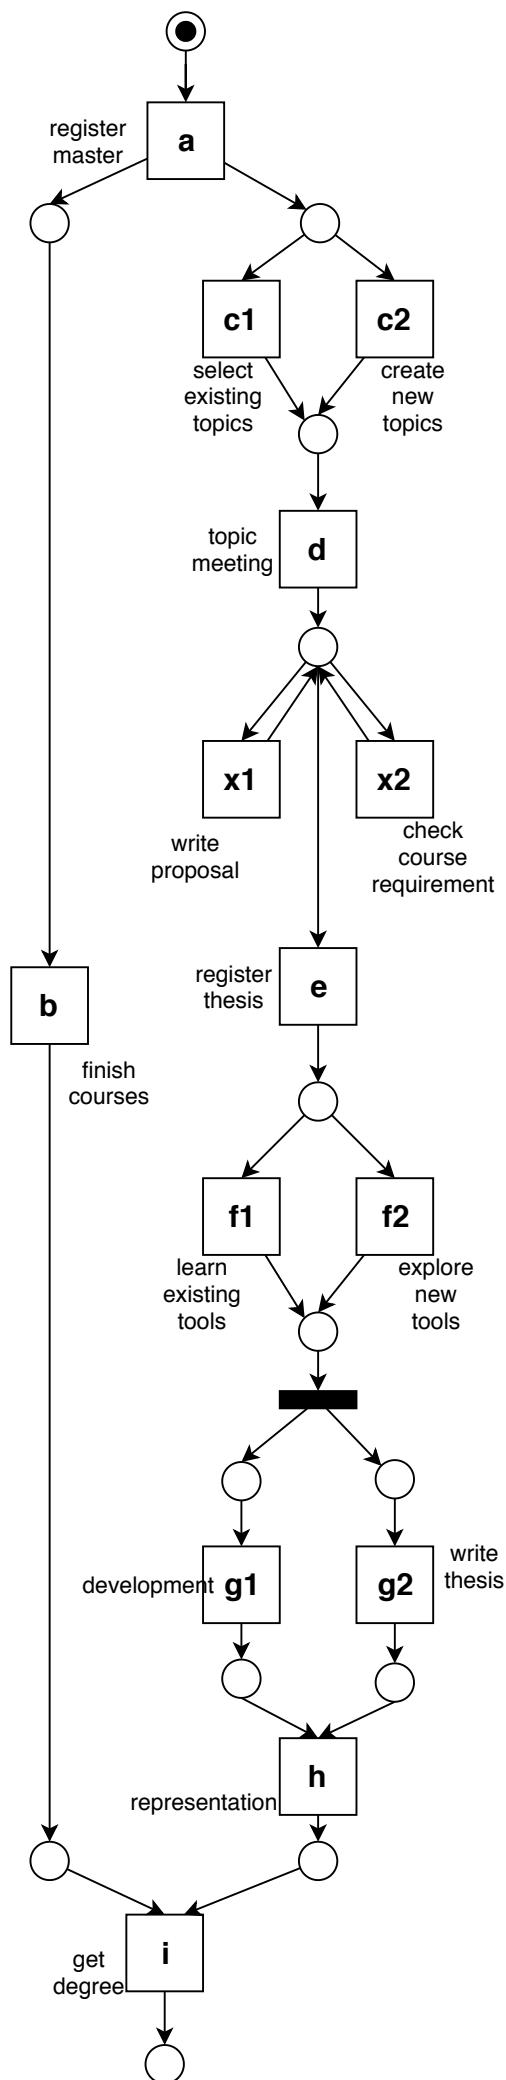 a
register
master
c1
c2
select
existing
topics
create
new
topics
topic
meeting
d
x1
x2
write
proposal
check
course
requirement
register
thesis
e
b
finish
courses
f1
f2
learn
existing
tools
explore
new
tools
development
g1
g2
write
thesis
h
representation
i
get
degree